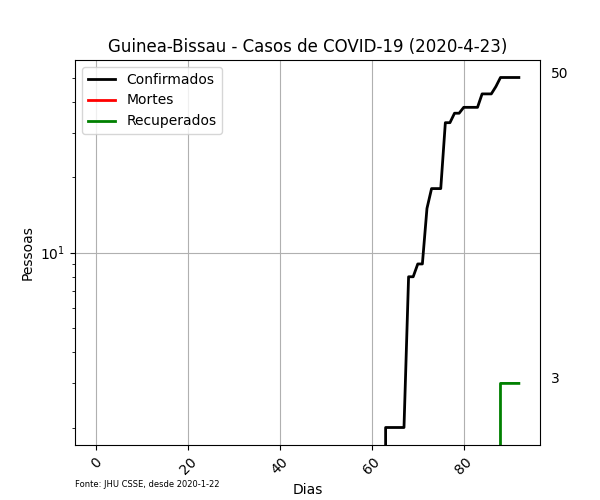 Guinea-Bissau - Casos de COVID-19 (2020-4-23)
50
Confirmados
Mortes
Recuperados
Pessoas
10¹
3
0
20
40
60
80
Fonte: JHU CSSE, desde 2020-1-22
Dias